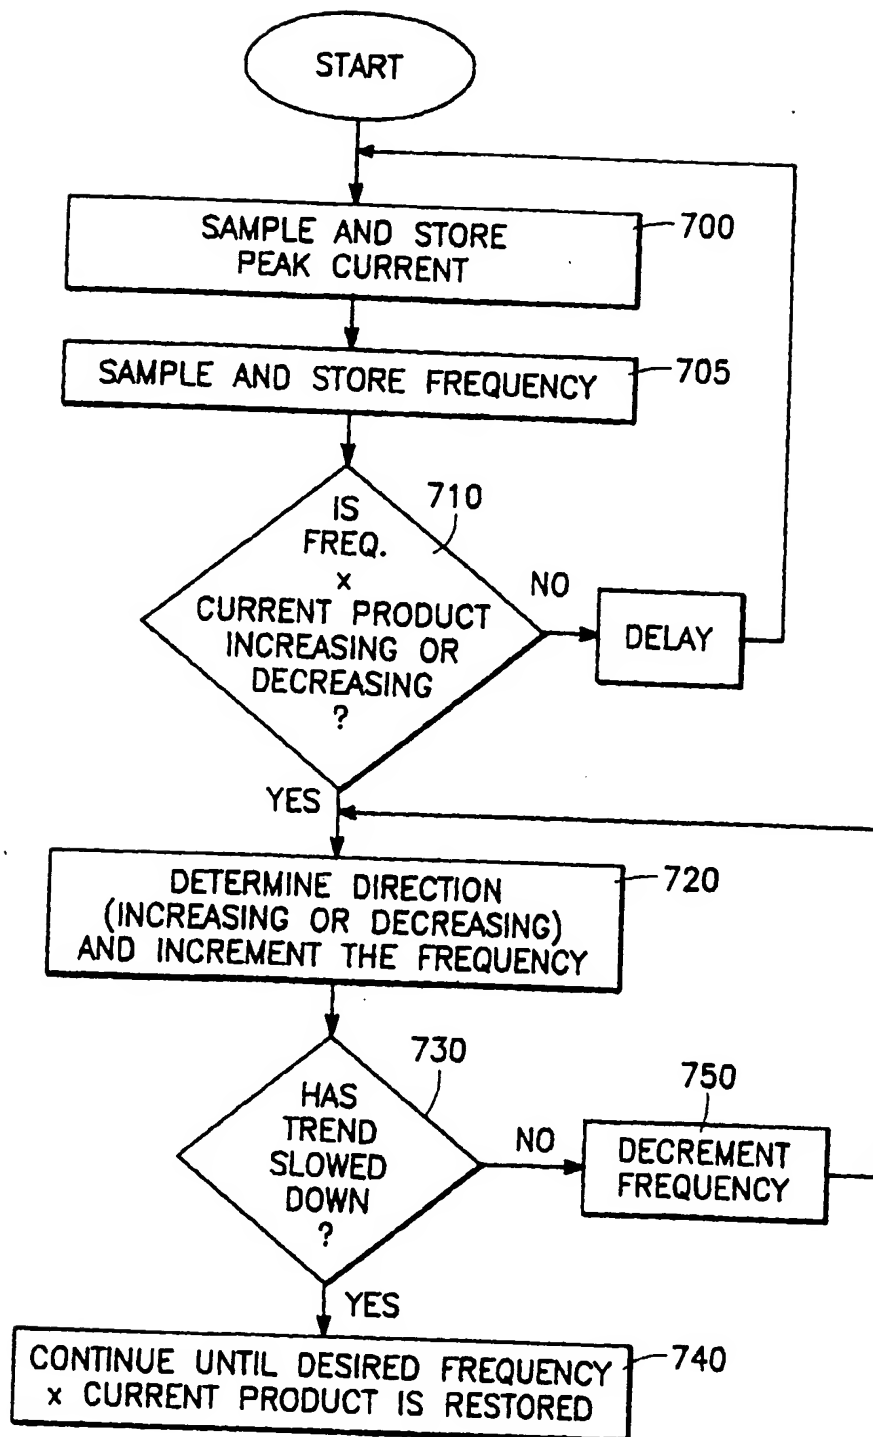 START
SAMPLE AND STORE
PEAK CURRENT
700
SAMPLE AND STORE FREQUENCY
705
710
IS
FREQ.
x
CURRENT PRODUCT
INCREASING OR
DECREASING
?
NO
DELAY
YES
DETERMINE DIRECTION
(INCREASING OR DECREASING)
AND INCREMENT THE FREQUENCY
720
730
HAS
TREND
SLOWED
DOWN
?
NO
750
DECREMENT
FREQUENCY
YES
CONTINUE UNTIL DESIRED FREQUENCY
x CURRENT PRODUCT IS RESTORED
740